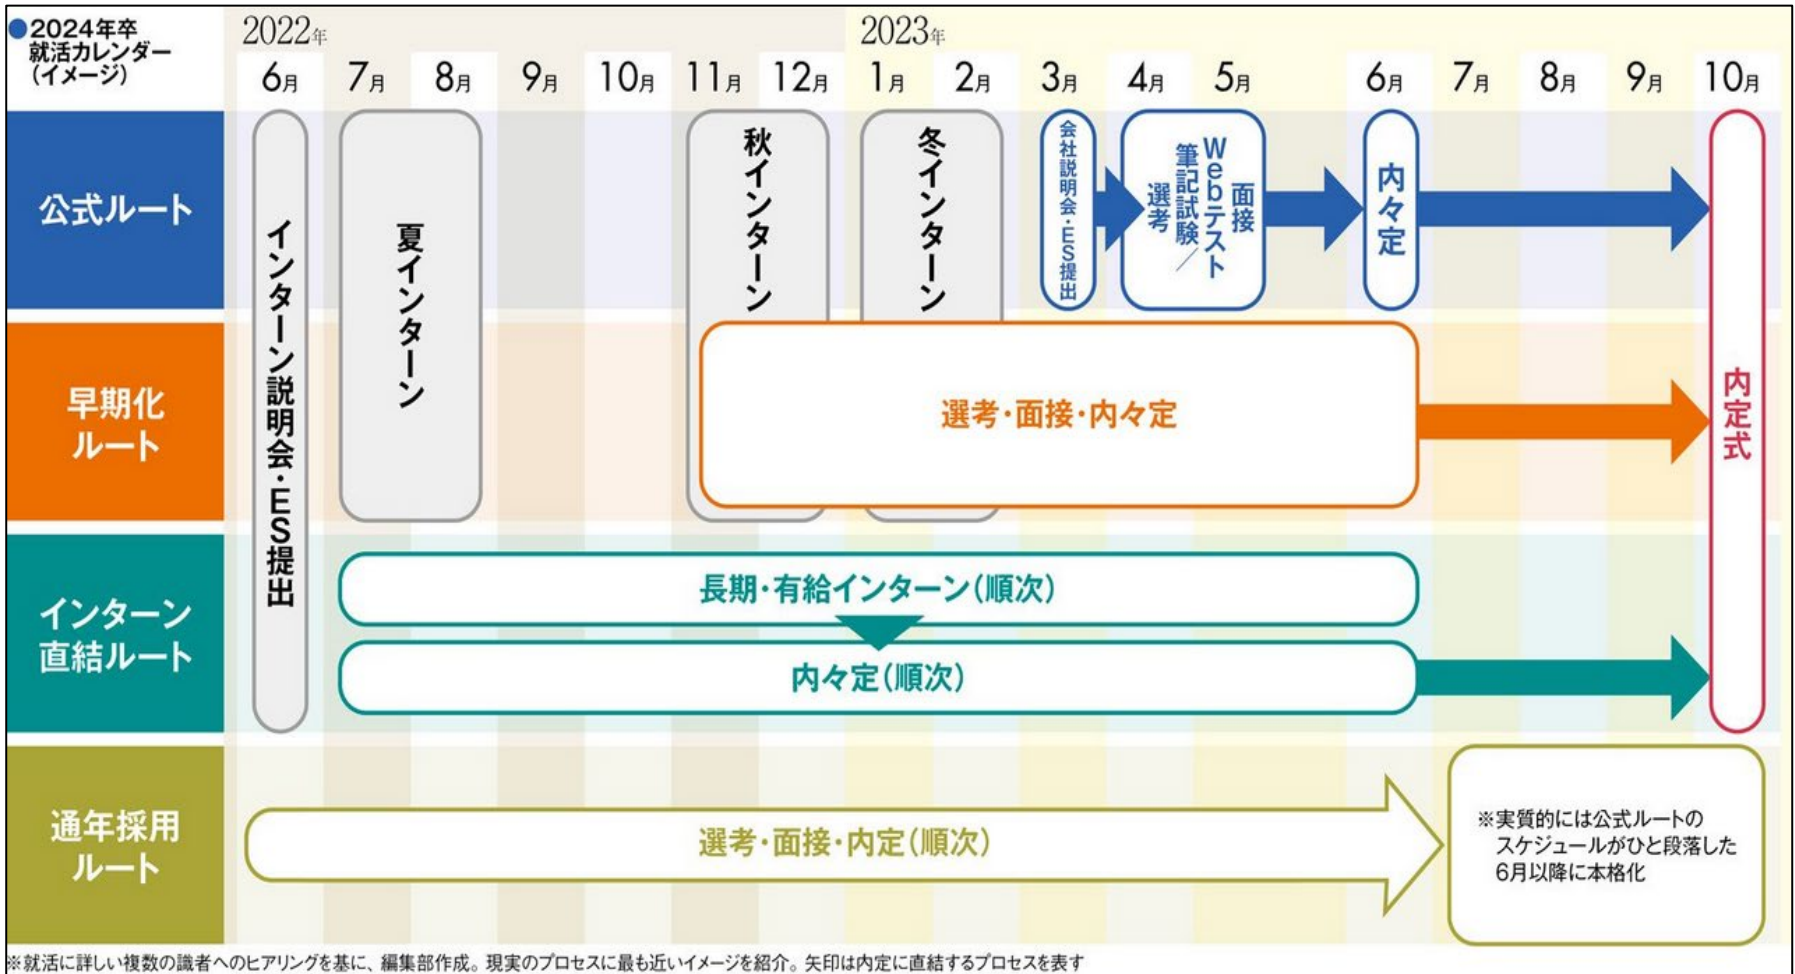 ●2024年卒
就活カレンダー
(イメージ)
2022年
2023年
6月
7月
8月
9月
10月
11月
12月
1月
2月
3月
4月
5月
6月
7月
8月
9月
10月
公式ルート
インターン説明会・ES提出
夏インターン
秋インターン
冬インターン
会社説明会・ES提出
面接
Webテスト
筆記試験／
選考
内々定
内定式
早期化
ルート
選考・面接・内々定
インターン
直結ルート
長期・有給インターン(順次)
内々定(順次)
通年採用
ルート
選考・面接・内定(順次)
※実質的には公式ルートの
スケジュールがひと段落した
6月以降に本格化
※就活に詳しい複数の識者へのヒアリングを基に、編集部作成。現実のプロセスに最も近いイメージを紹介。矢印は内定に直結するプロセスを表す